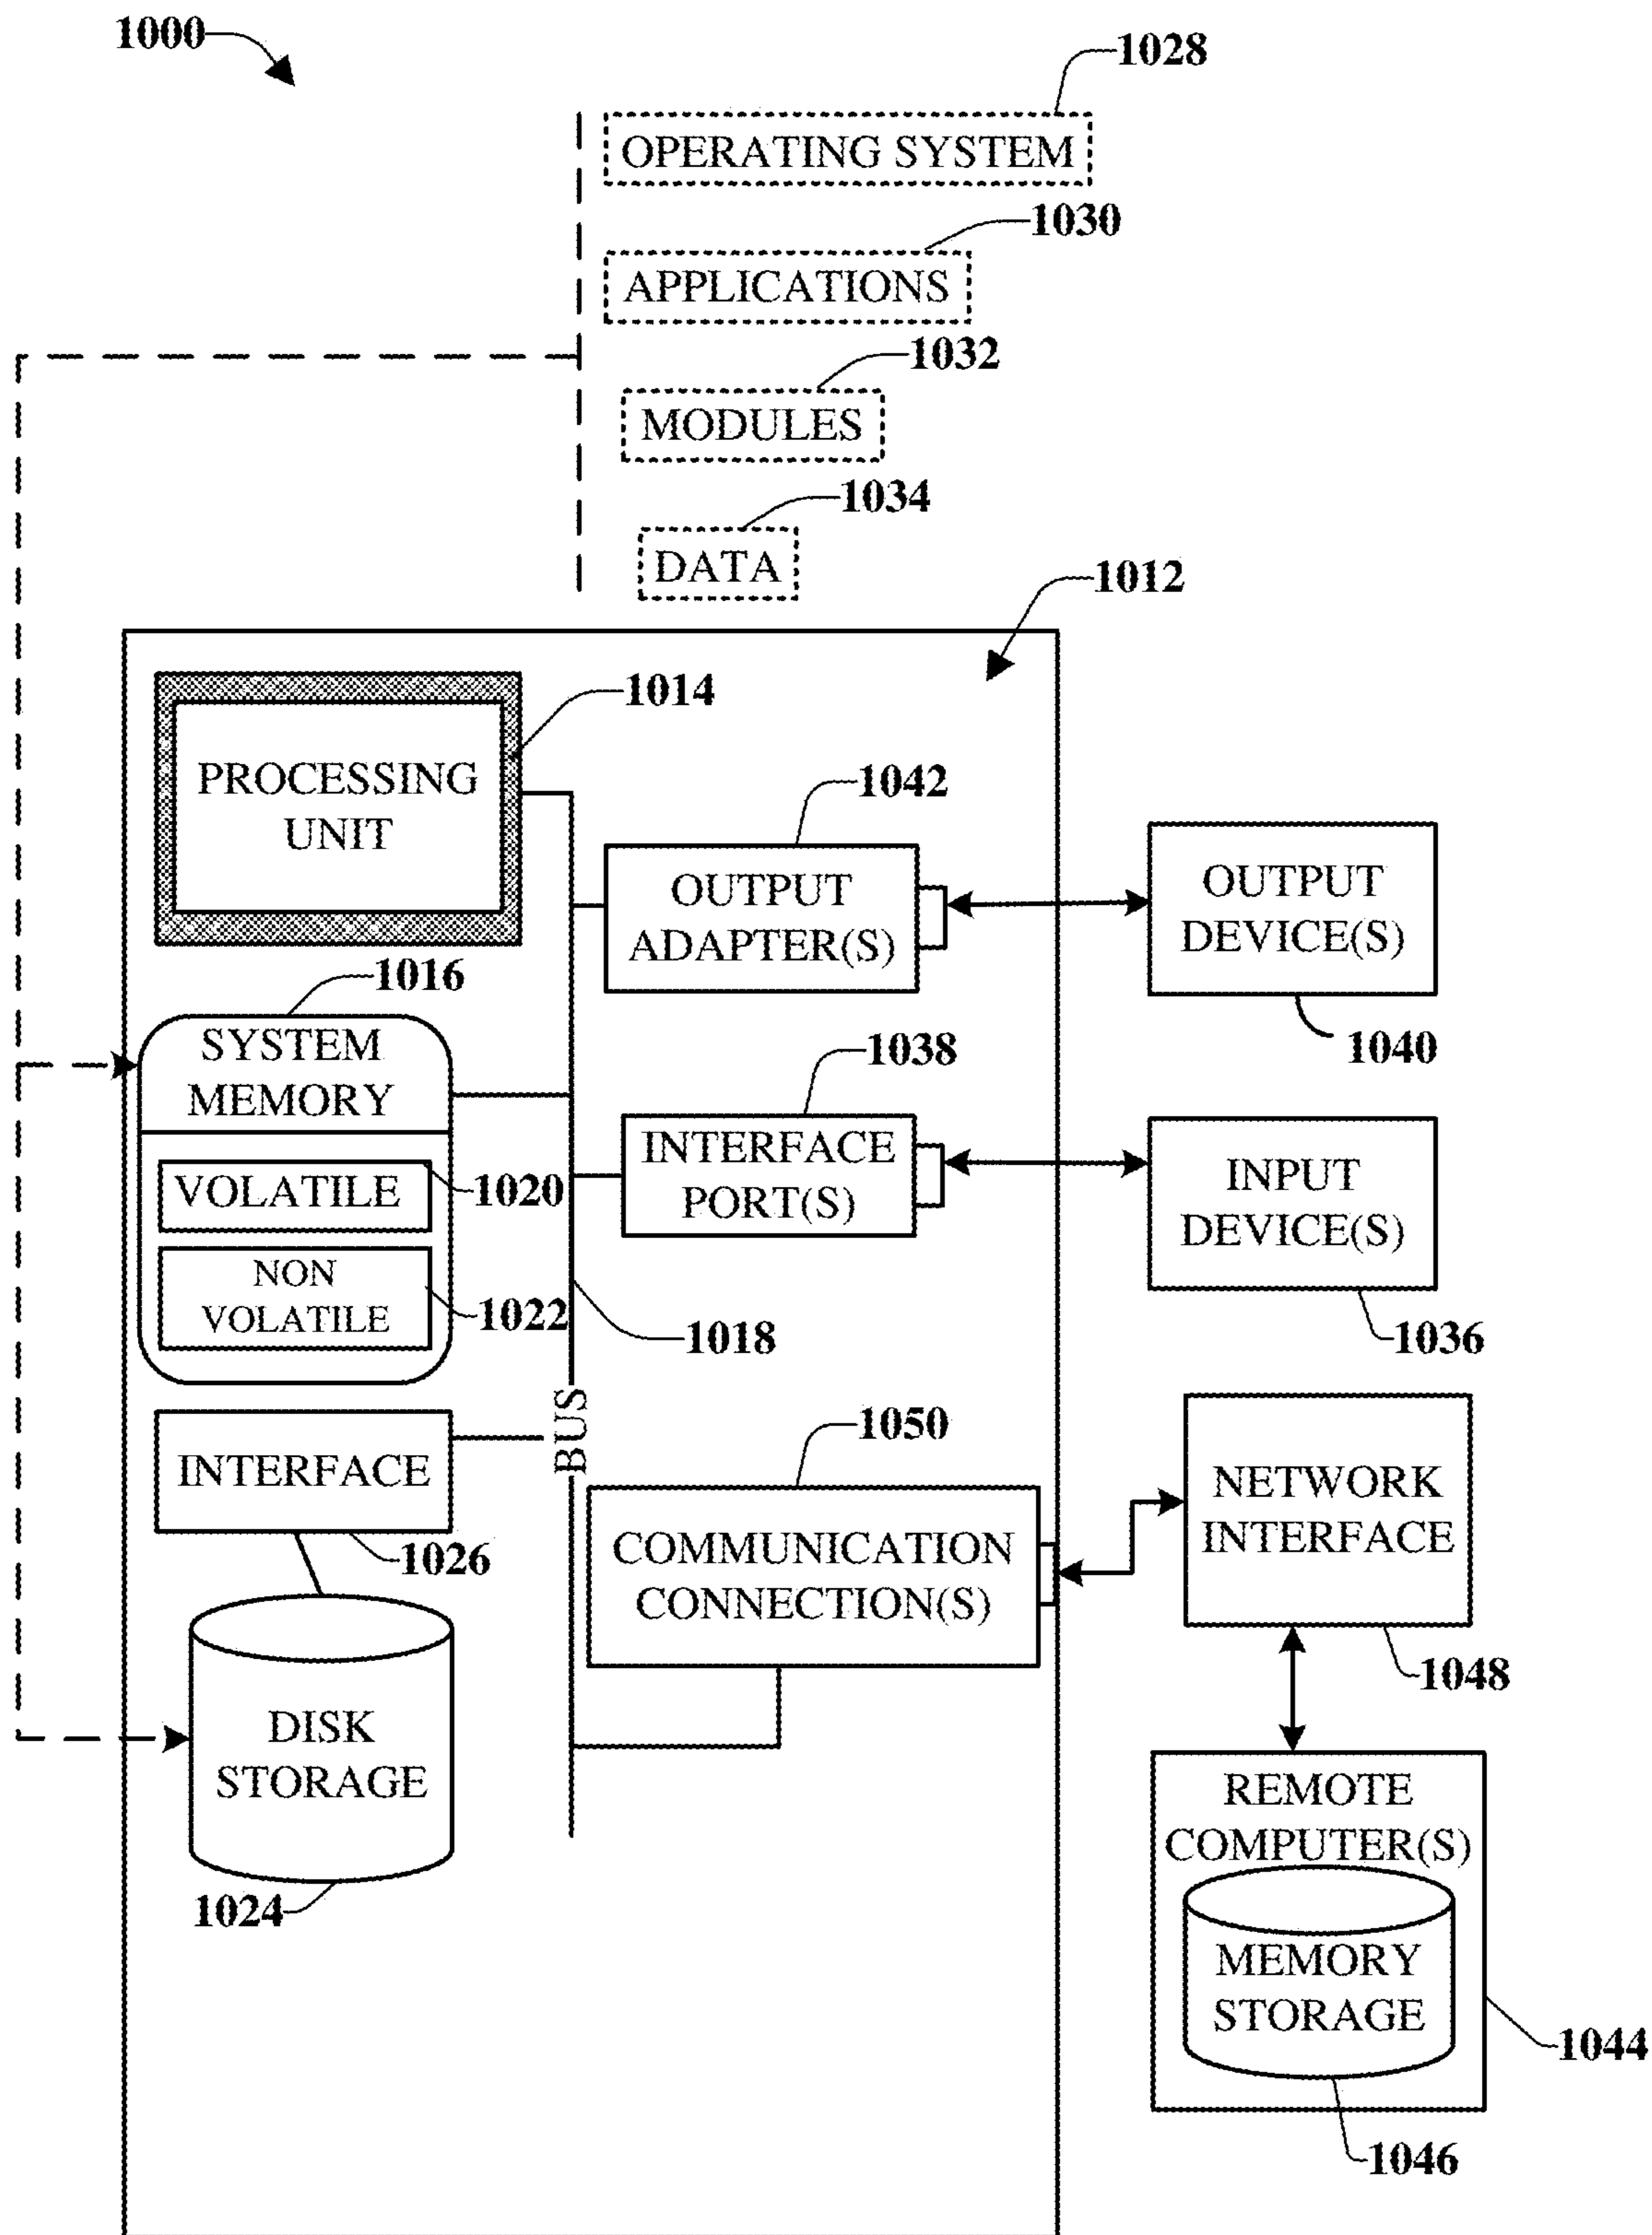 1000
1028
OPERATING SYSTEM
1030
APPLICATIONS
1032
MODULES
1034
DATA
1012
1014
PROCESSING
UNIT
1042
OUTPUT
ADAPTER(S)
OUTPUT
DEVICE(S)
1040
1016
SYSTEM
MEMORY
VOLATILE
1020
NON
VOLATILE
1022
1038
INTERFACE
PORT(S)
INPUT
DEVICE(S)
1036
1018
BUS
INTERFACE
1026
1050
COMMUNICATION
CONNECTION(S)
NETWORK
INTERFACE
1048
DISK
STORAGE
1024
REMOTE
COMPUTER(S)
MEMORY
STORAGE
1044
1046